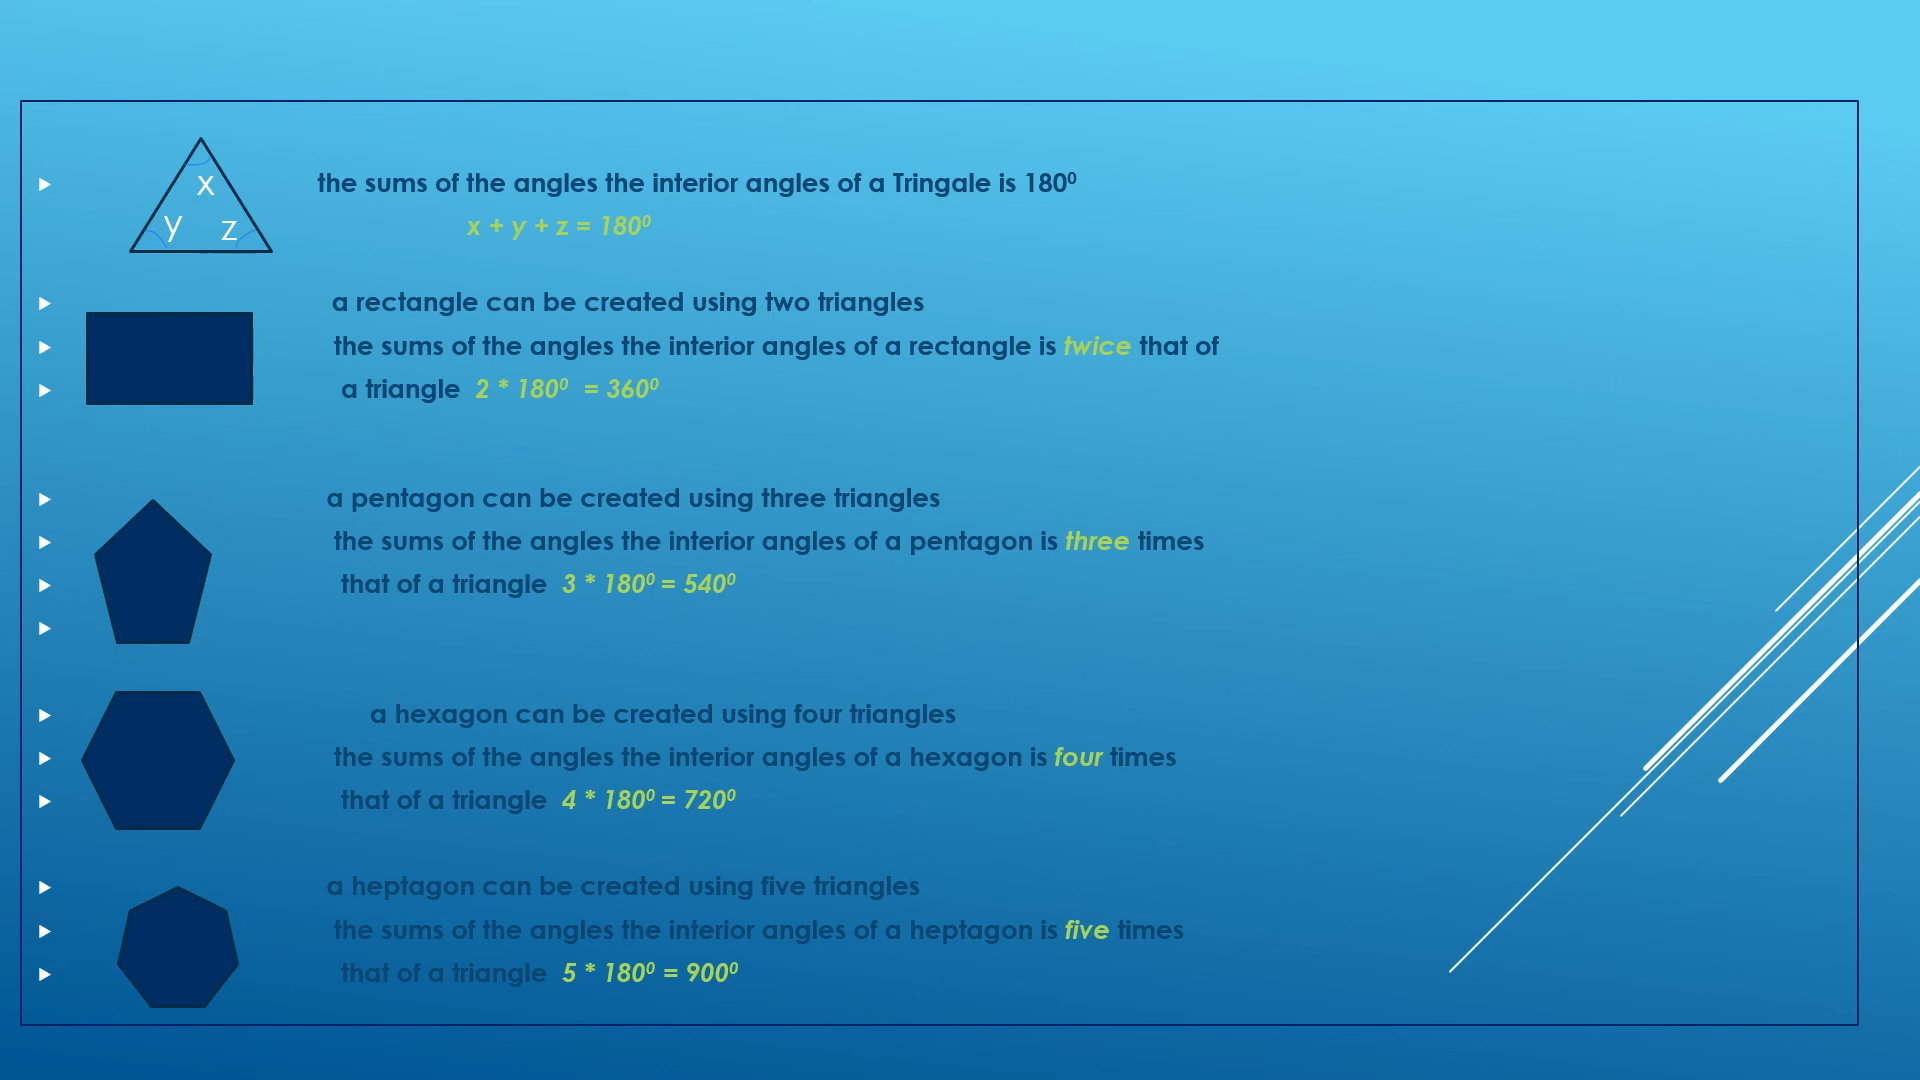 x
y z
the sums of the angles the interior angles of a Tringale is 180⁰
x + y + z = 180⁰
a rectangle can be created using two triangles
the sums of the angles the interior angles of a rectangle is twice that of
a triangle 2 * 180⁰ = 360⁰
a pentagon can be created using three triangles
the sums of the angles the interior angles of a pentagon is three times
that of a triangle 3 * 180⁰ = 540⁰
a hexagon can be created using four triangles
the sums of the angles the interior angles of a hexagon is four times
that of a triangle 4 * 180⁰ = 720⁰
a heptagon can be created using five triangles
the sums of the angles the interior angles of a heptagon is five times
that of a triangle 5 * 180⁰ = 900⁰